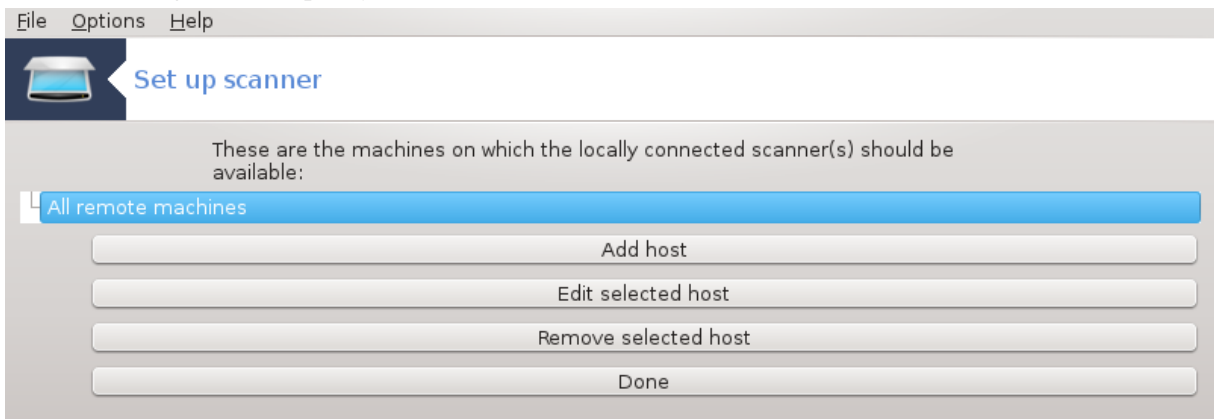 File Options Help
Set up scanner
These are the machines on which the locally connected scanner(s) should be
available:
All remote machines
Add host
Edit selected host
Remove selected host
Done